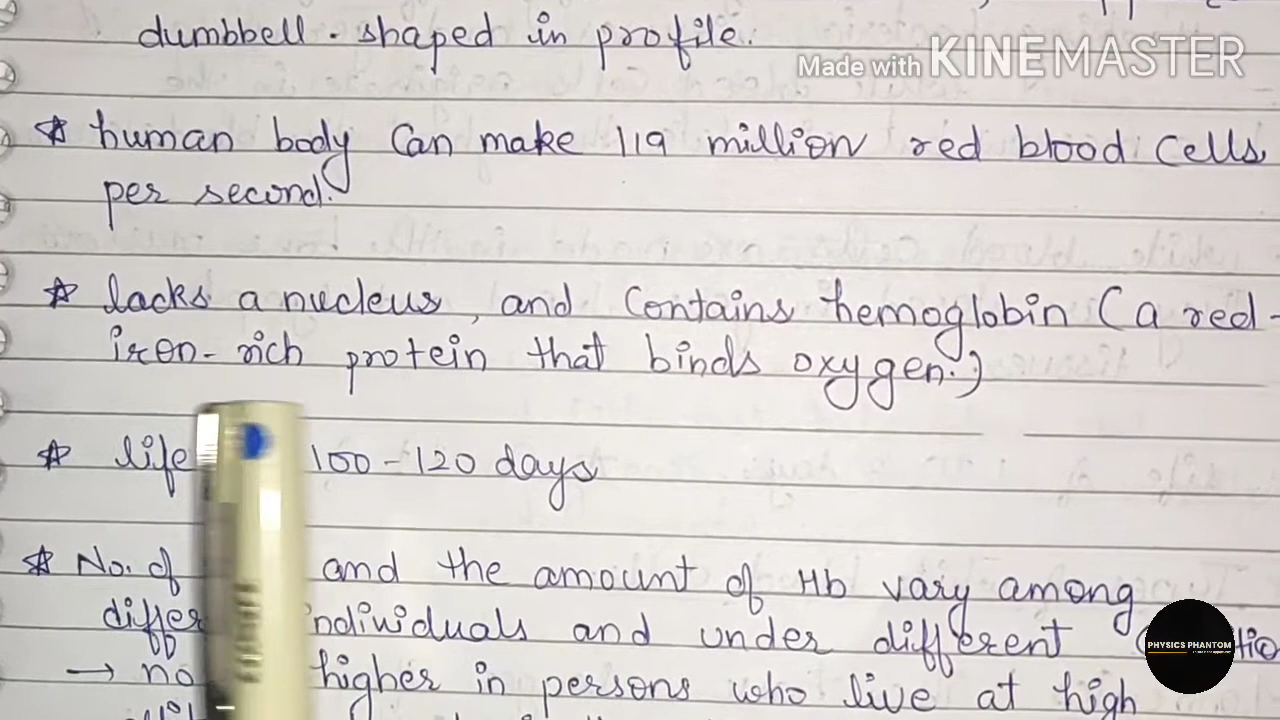 dumbbell-shaped in profile.
Made with KINEMASTER
* human body Can make 119 million red blood Cells
per second.
* lacks a nucleus, and Contains hemoglobin (a red-
iron-rich protein that binds oxygen.)
* life 100-120 days
* No. of and the amount of Hb vary among
individuals and under different
PHYSICS PHANTOM
→ no higher in persons who live at high